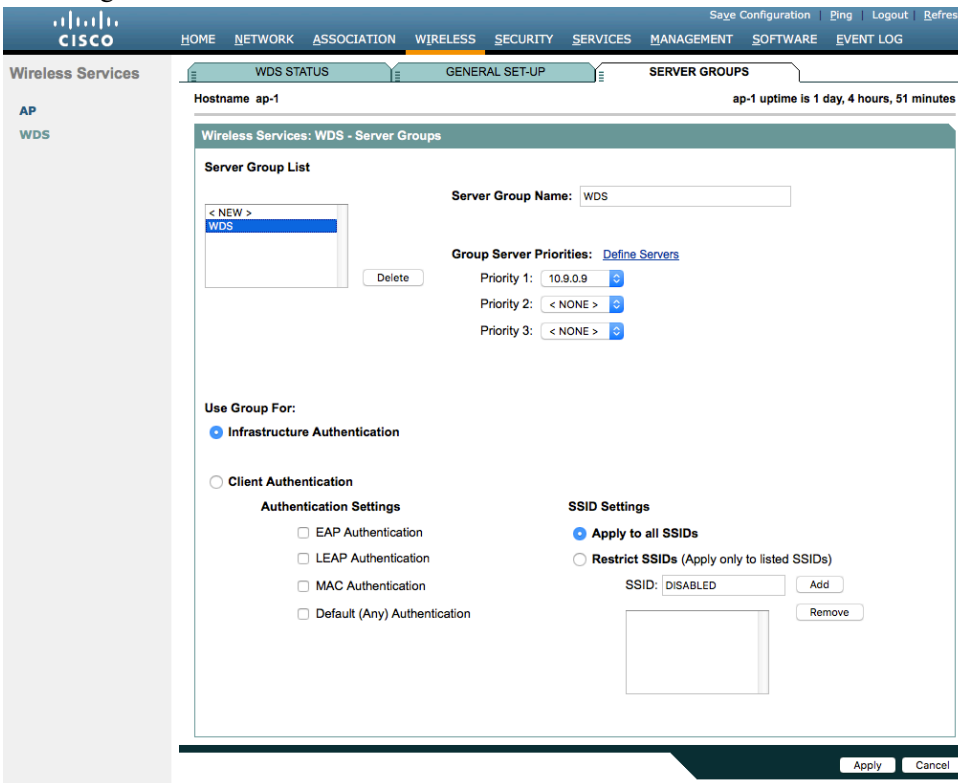 Save Configuration | Ping | Logout | Refres
CISCO HOME NETWORK ASSOCIATION WIRELESS SECURITY SERVICES MANAGEMENT SOFTWARE EVENT LOG
Wireless Services
WDS STATUS GENERAL SET-UP SERVER GROUPS
Hostname ap-1 ap-1 uptime is 1 day, 4 hours, 51 minutes
AP
WDS
Wireless Services: WDS - Server Groups
Server Group List
Server Group Name: WDS
< NEW >
WDS
Group Server Priorities: Define Servers
Delete Priority 1: 10.9.0.9
Priority 2: < NONE >
Priority 3: < NONE >
Use Group For:
Infrastructure Authentication
Client Authentication
Authentication Settings SSID Settings
EAP Authentication Apply to all SSIDs
LEAP Authentication Restrict SSIDs (Apply only to listed SSIDs)
MAC Authentication SSID: DISABLED Add
Default (Any) Authentication Remove
Apply Cancel